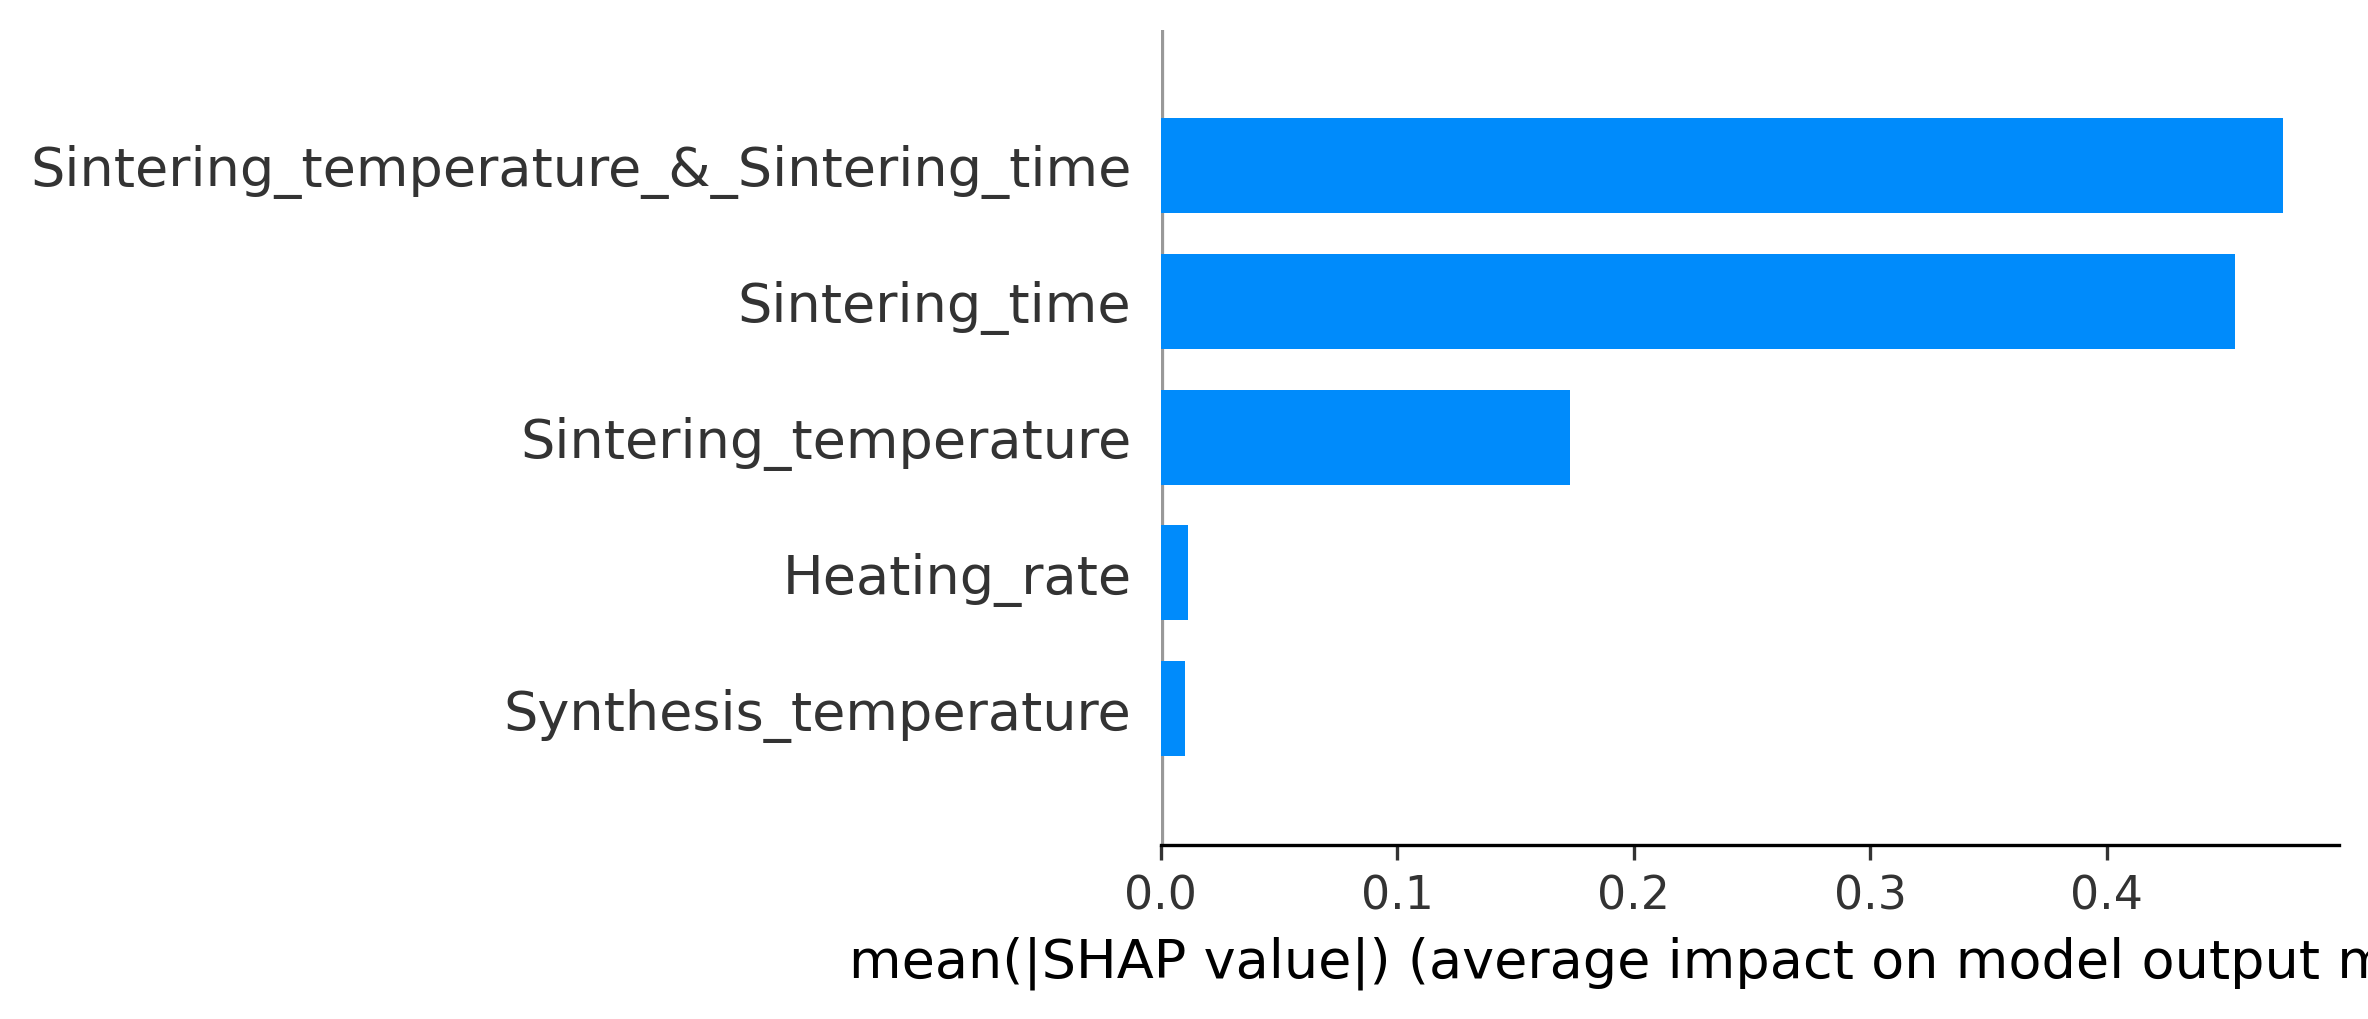 Sintering_temperature_&_Sintering_time
Sintering_time
Sintering_temperature
Heating_rate
Synthesis_temperature
0.0 0.1 0.2 0.3 0.4
mean(|SHAP value|) (average impact on model output